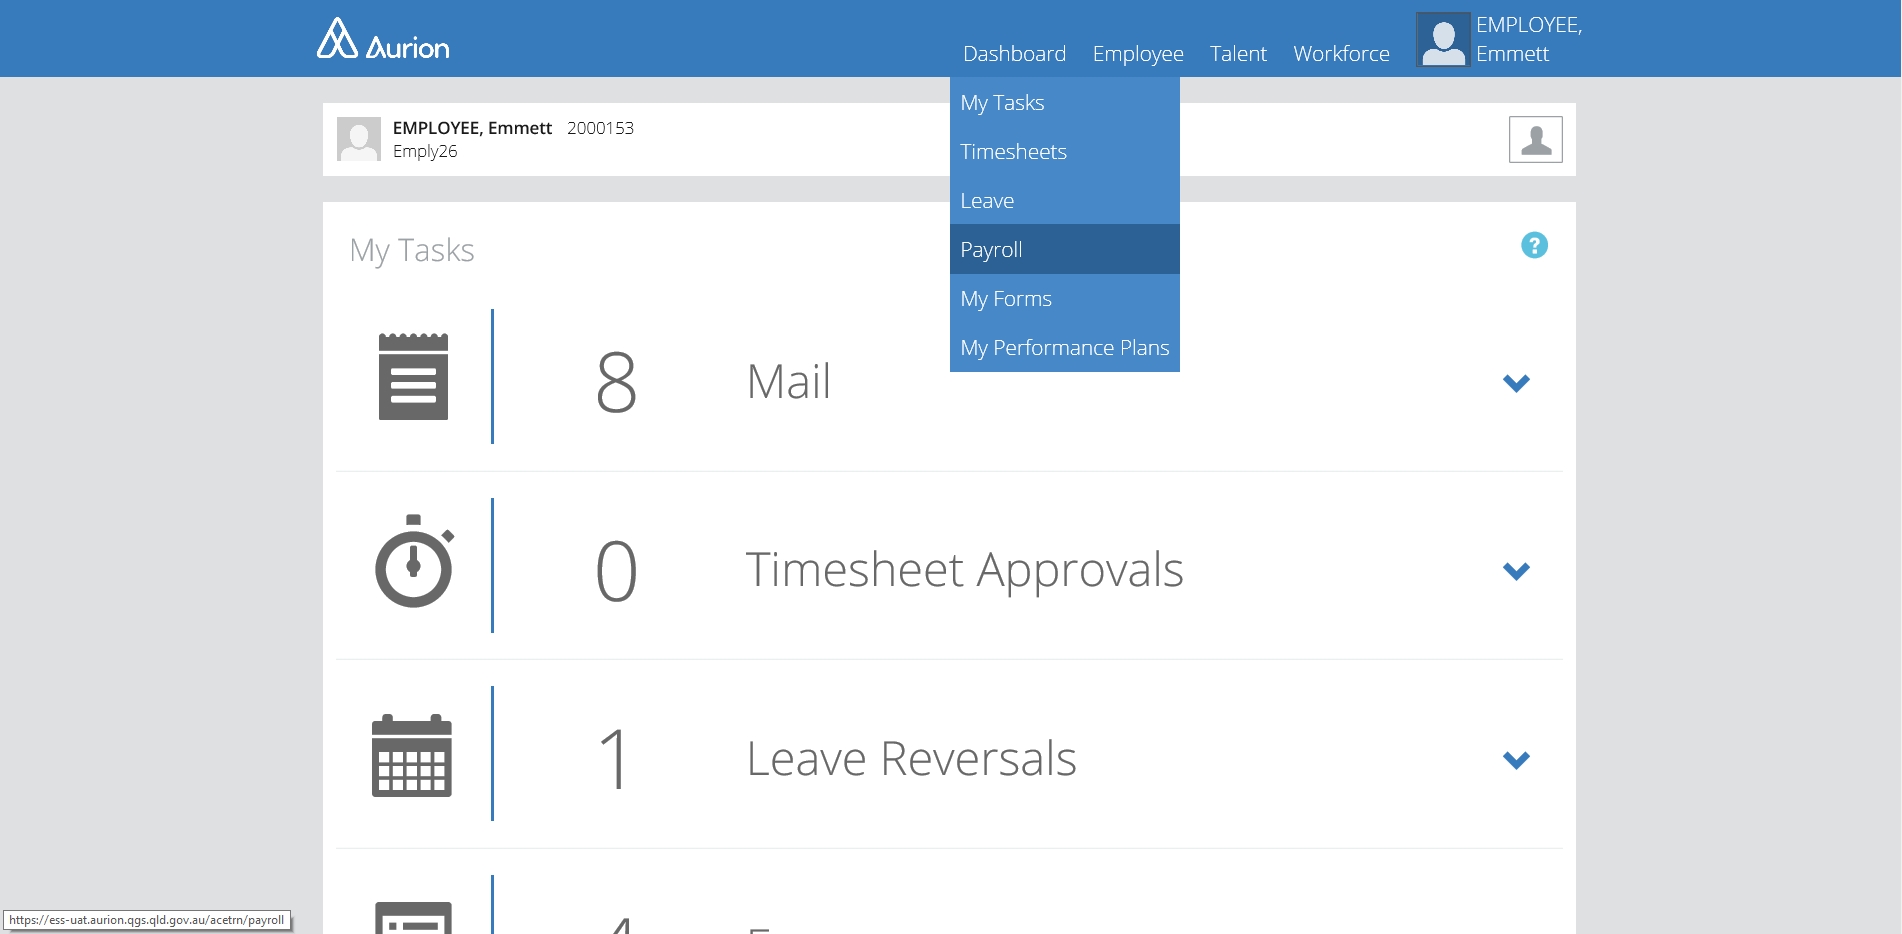 Aurion
Dashboard Employee Talent Workforce
EMPLOYEE,
Emmett
My Tasks
Timesheets
Leave
Payroll
My Forms
My Performance Plans
EMPLOYEE, Emmett 2000153
Emply26
My Tasks
?
8 Mail
0 Timesheet Approvals
1 Leave Reversals
4
https://ess-uat.aurion.qgs.qld.gov.au/acetrn/payroll